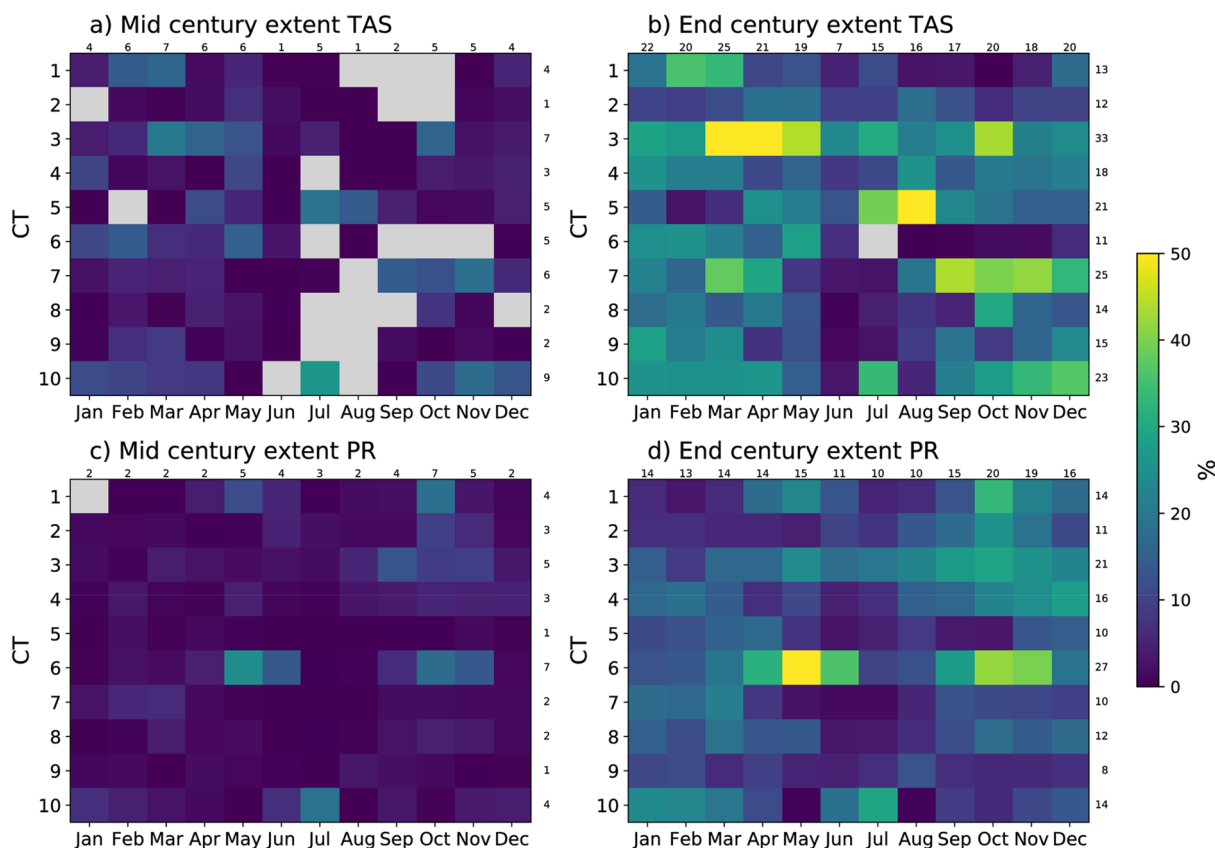 a) Mid century extent TAS
4 6 7 6 6 1 5 1 2 5 5 4
CT
1 4
2 1
3 7
4 3
5 5
6 5
7 6
8 2
9 2
10 9
Jan Feb Mar Apr May Jun Jul Aug Sep Oct Nov Dec
b) End century extent TAS
22 20 25 21 19 7 15 16 17 20 18 20
CT
1 13
2 12
3 33
4 18
5 21
6 11
7 25
8 14
9 15
10 23
Jan Feb Mar Apr May Jun Jul Aug Sep Oct Nov Dec
c) Mid century extent PR
2 2 2 2 5 4 3 2 4 7 5 2
CT
1 4
2 3
3 5
4 3
5 1
6 7
7 2
8 2
9 1
10 4
Jan Feb Mar Apr May Jun Jul Aug Sep Oct Nov Dec
d) End century extent PR
14 13 14 14 15 11 10 10 15 20 19 16
CT
1 14
2 11
3 21
4 16
5 10
6 27
7 10
8 12
9 8
10 14
Jan Feb Mar Apr May Jun Jul Aug Sep Oct Nov Dec
50
40
30
20
10
0
%